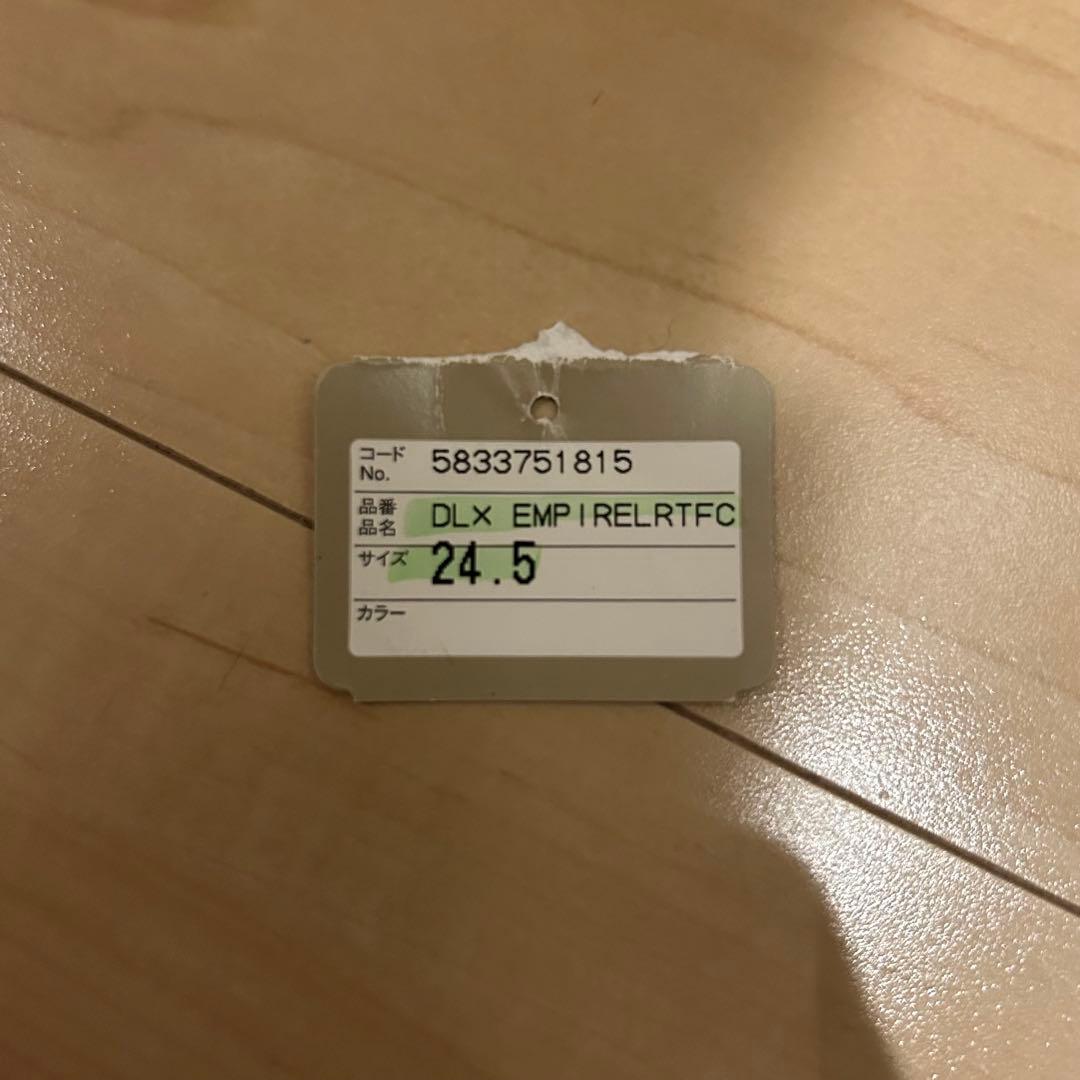 コード No. 5833751815
品番 品名 DLX EMPIRELRTFC
サイズ 24.5
カラー